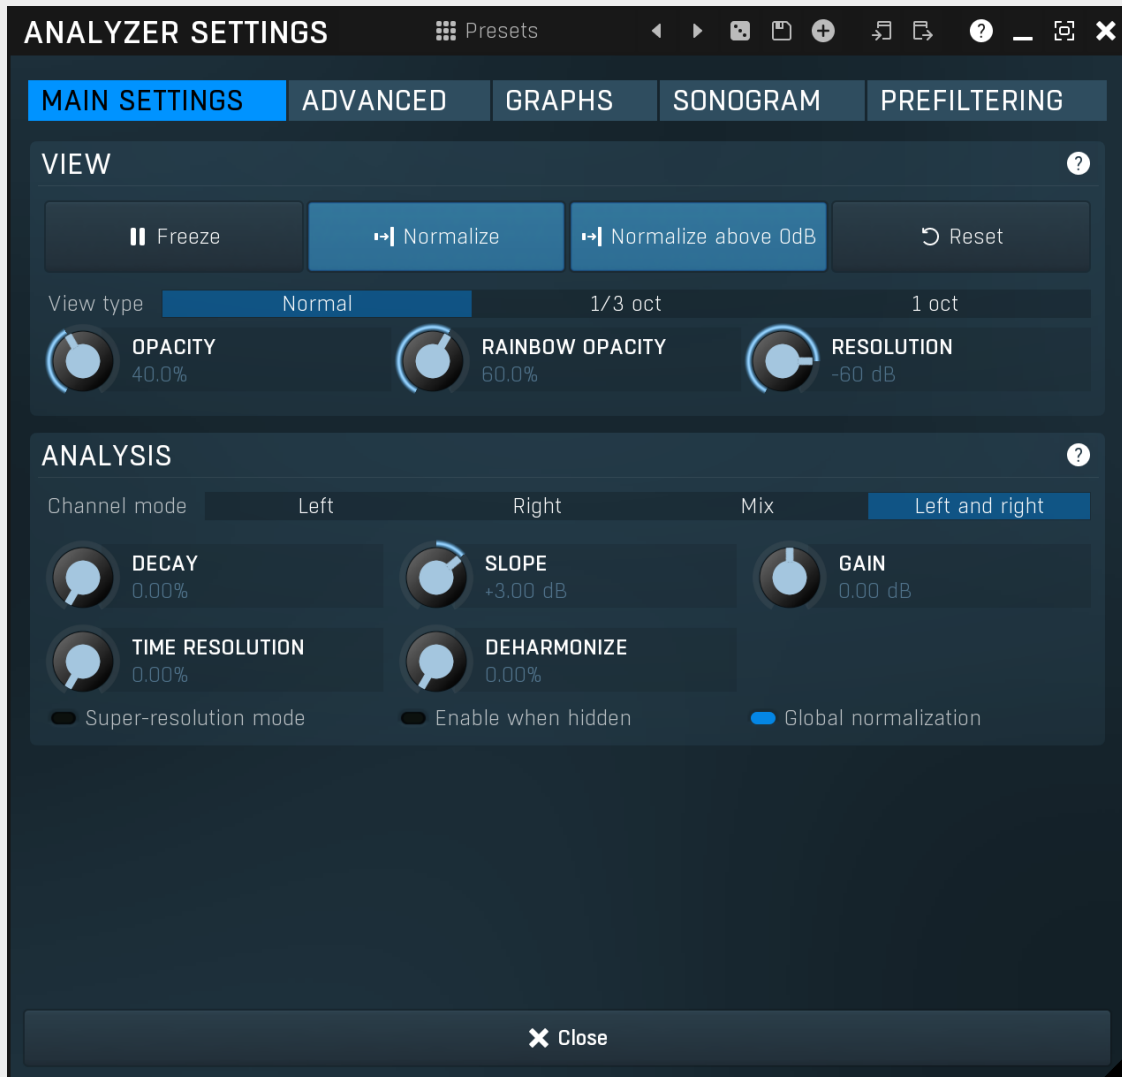 ANALYZER SETTINGS Presets
MAIN SETTINGS ADVANCED GRAPHS SONOGRAM PREFILTERING
VIEW ?
Freeze Normalize Normalize above 0dB Reset
View type Normal 1/3 oct 1 oct
OPACITY RAINBOW OPACITY RESOLUTION
40.0% 60.0% -60 dB
ANALYSIS ?
Channel mode Left Right Mix Left and right
DECAY SLOPE GAIN
0.00% +3.00 dB 0.00 dB
TIME RESOLUTION DEHARMONIZE
0.00% 0.00%
Super-resolution mode Enable when hidden Global normalization
Close